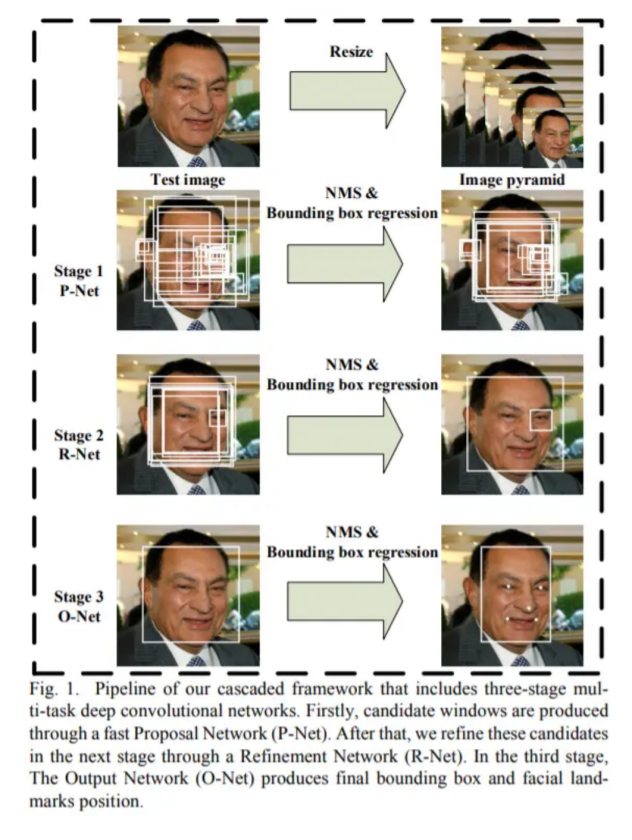 Resize
Test image
Image pyramid
NMS &
Bounding box regression
Stage 1
P-Net
NMS &
Bounding box regression
Stage 2
R-Net
NMS &
Bounding box regression
Stage 3
O-Net
Fig. 1. Pipeline of our cascaded framework that includes three-stage mul-
ti-task deep convolutional networks. Firstly, candidate windows are produced
through a fast Proposal Network (P-Net). After that, we refine these candidates
in the next stage through a Refinement Network (R-Net). In the third stage,
The Output Network (O-Net) produces final bounding box and facial land-
marks position.